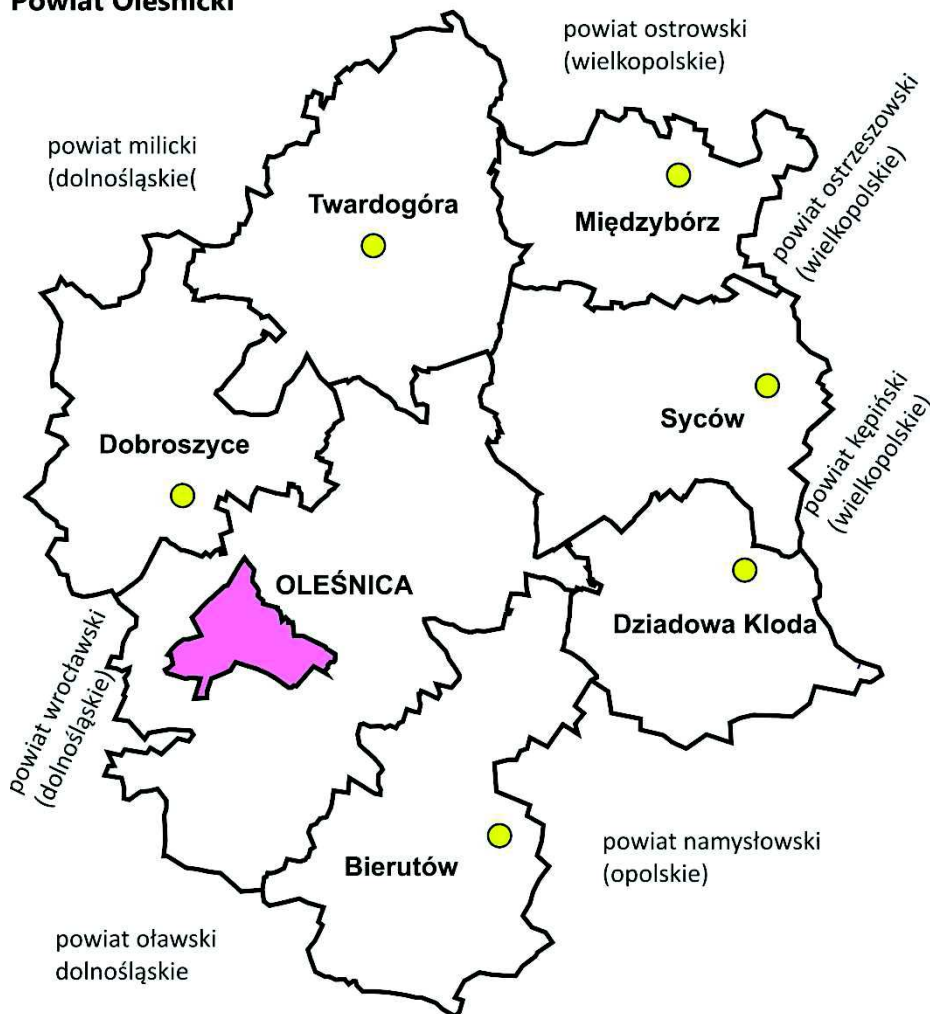 Powiat Oleśnicki
powiat ostrowski
(wielkopolskie)
powiat milicki
(dolnośląskie(
powiat ostrzeszowski
(wielkopolskie)
Twardogóra
Międzybórz
Syców
powiat kępiński
(wielkopolskie)
Dobroszyce
OLEŚNICA
Dziadowa Kloda
powiat wrocławski
(dolnośląskie)
Bierutów
powiat namysłowski
(opolskie)
powiat oławski
dolnośląskie